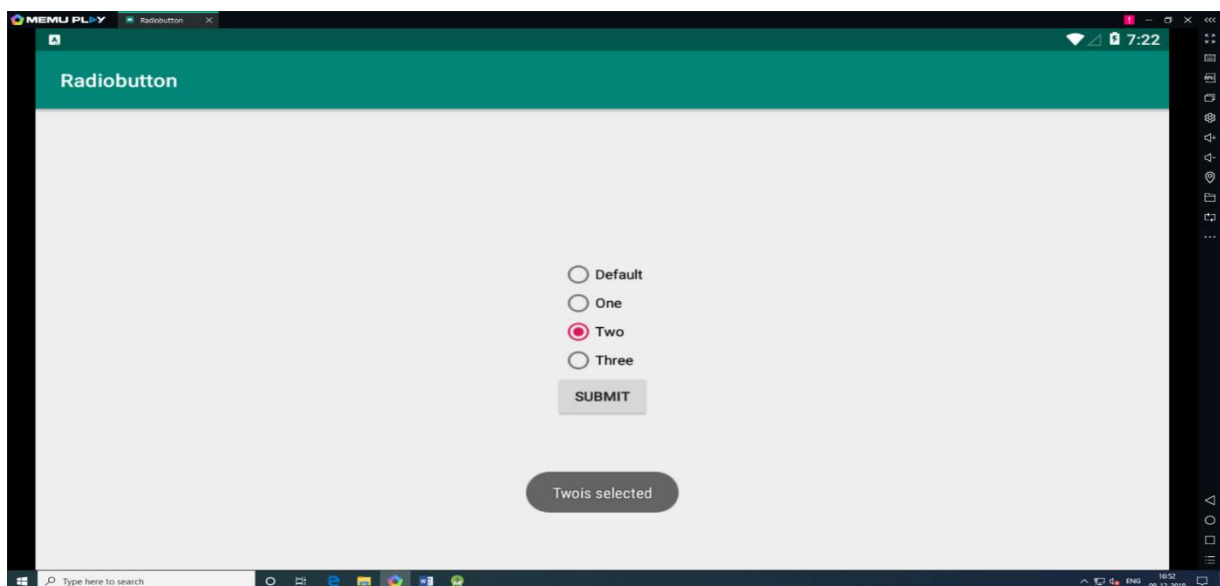 MEMU PLAY Radiobutton
7:22
Radiobutton
Default
One
Two
Three
SUBMIT
Twois selected
Type here to search
ENG 16:52